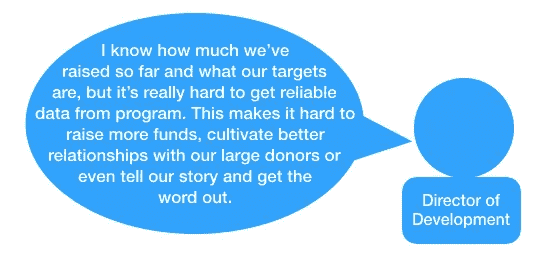 I know how much we've
raised so far and what our targets
are, but it's really hard to get reliable
data from program. This makes it hard to
raise more funds, cultivate better
relationships with our large donors or
even tell our story and get the
word out.
Director of
Development